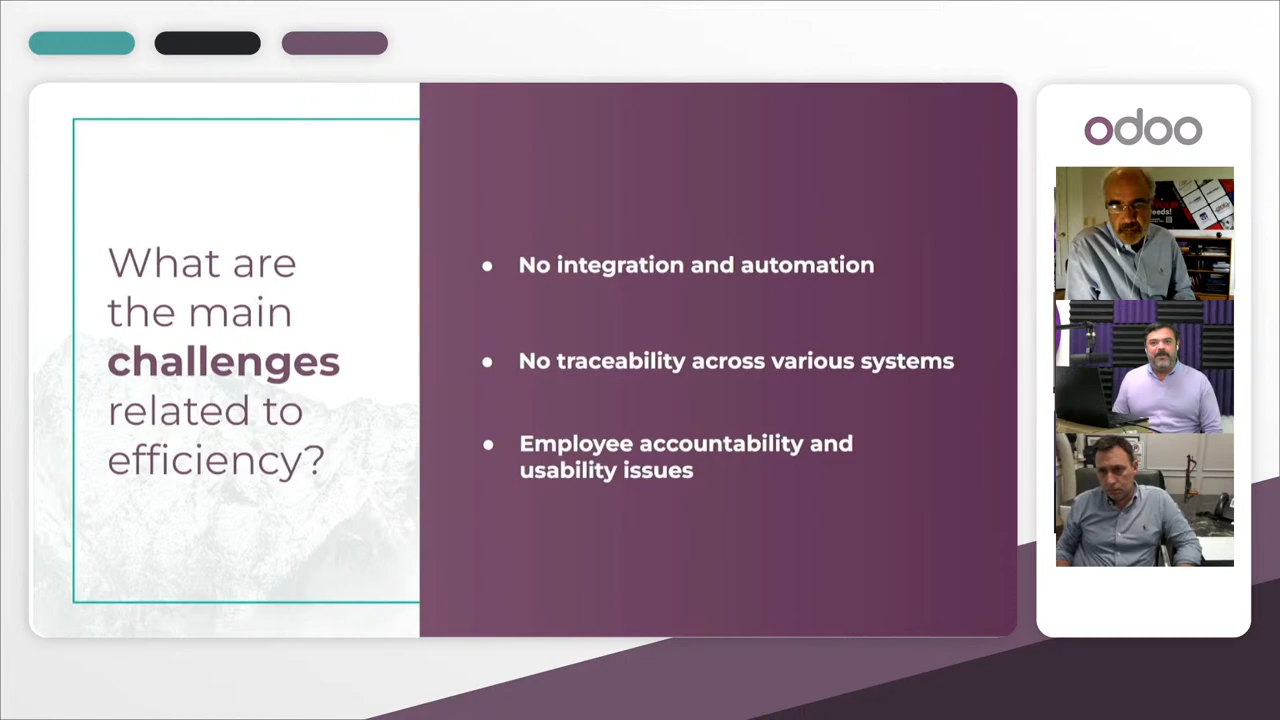 What are
the main
challenges
related to
efficiency?
● No integration and automation
● No traceability across various systems
● Employee accountability and
usability issues
odoo
eeds!